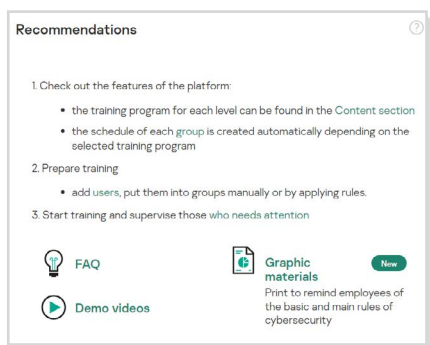 Recommendations
?
1. Check out the features of the platform:
• the training program for each level can be found in the Content section
• the schedule of each group is created automatically depending on the
selected training program
2. Prepare training
• add users, put them into groups manually or by applying rules.
3. Start training and supervise those who needs attention
FAQ
Graphic
materials
New
Print to remind employees of
the basic and main rules of
cybersecurity
Demo videos